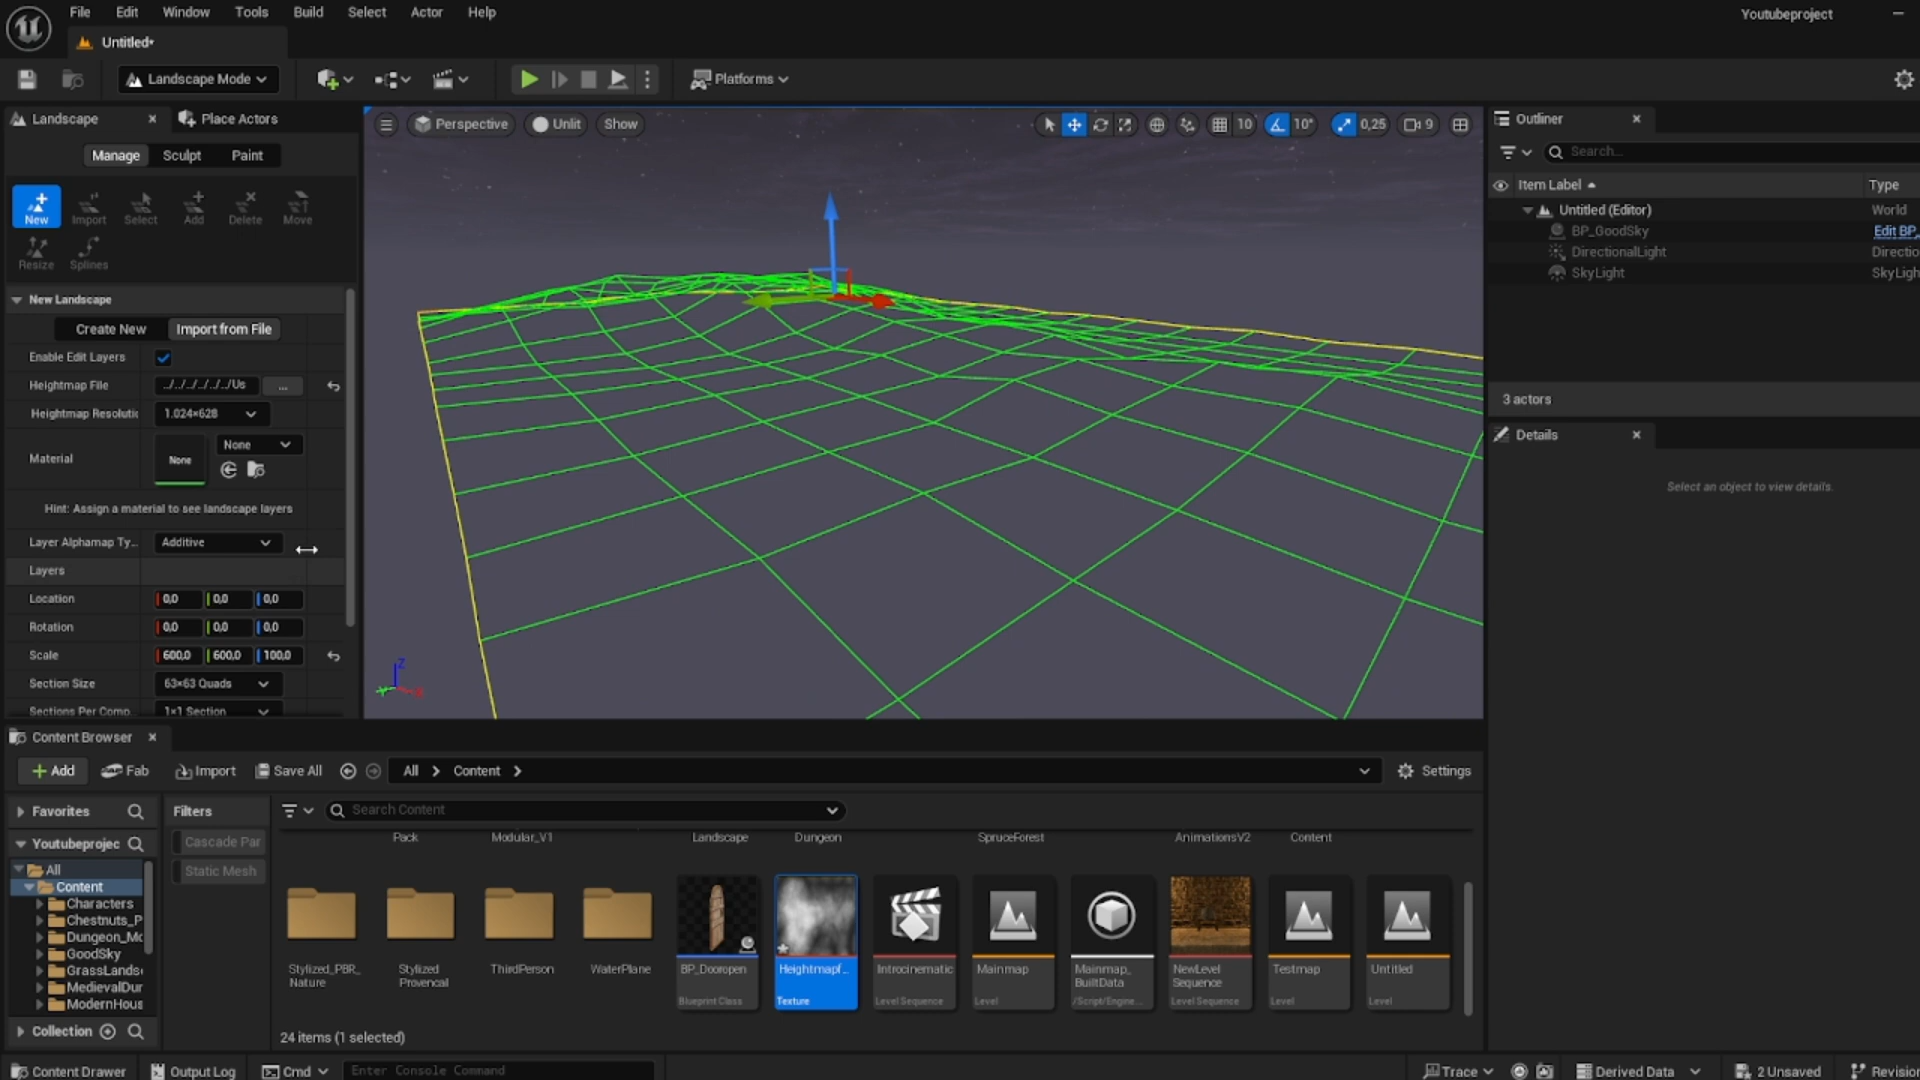 File Edit Window Tools Build Select Actor Help
Youtubeproject
Untitled*
Landscape Mode
Platforms
Landscape
Place Actors
Manage Sculpt Paint
New Import Select Add Delete Move
Resize Splines
New Landscape
Create New Import from File
Enable Edit Layers
Heightmap File ../../../../../../Us ...
Heightmap Resolutic 1.024×628
Material None None
Hint: Assign a material to see landscape layers
Layer Alphamap Ty... Additive
Layers
Location 0,0 0,0 0,0
Rotation 0,0 0,0 0,0
Scale 600,0 600,0 100,0
Section Size 63×63 Quads
Sections Per Comp 1×1 Section
Perspective Unlit Show
10 10° 0,25 9
Z
Y X
Outliner
Search...
Item Label Type
Untitled (Editor) World
BP_GoodSky Edit BP_
DirectionalLight Directio
SkyLight SkyLigh
3 actors
Details
Select an object to view details.
Content Browser
Add Fab Import Save All All Content Settings
Favorites
Filters
Search Content
Youtubeprojec
Cascade Par
Static Mesh
All
Content
Characters
Chestnuts_P
Dungeon_Mo
GoodSky
GrassLands
MedievalDur
ModernHous
Collection
Pack Modular_V1 Landscape Dungeon SpruceForest AnimationsV2 Content
Stylized_PBR_
Nature
Stylized
Provencal
ThirdPerson
WaterPlane
BP_Dooropen
Blueprint Class
Heightmapf...
Texture
Introcinematic
Level Sequence
Mainmap
Level
Mainmap_
BuiltData
/Script/Engine...
NewLevel
Sequence
Level Sequence
Testmap
Level
Untitled
Level
24 items (1 selected)
Content Drawer Output Log Cmd Enter Console Command
Trace Derived Data 2 Unsaved Revision